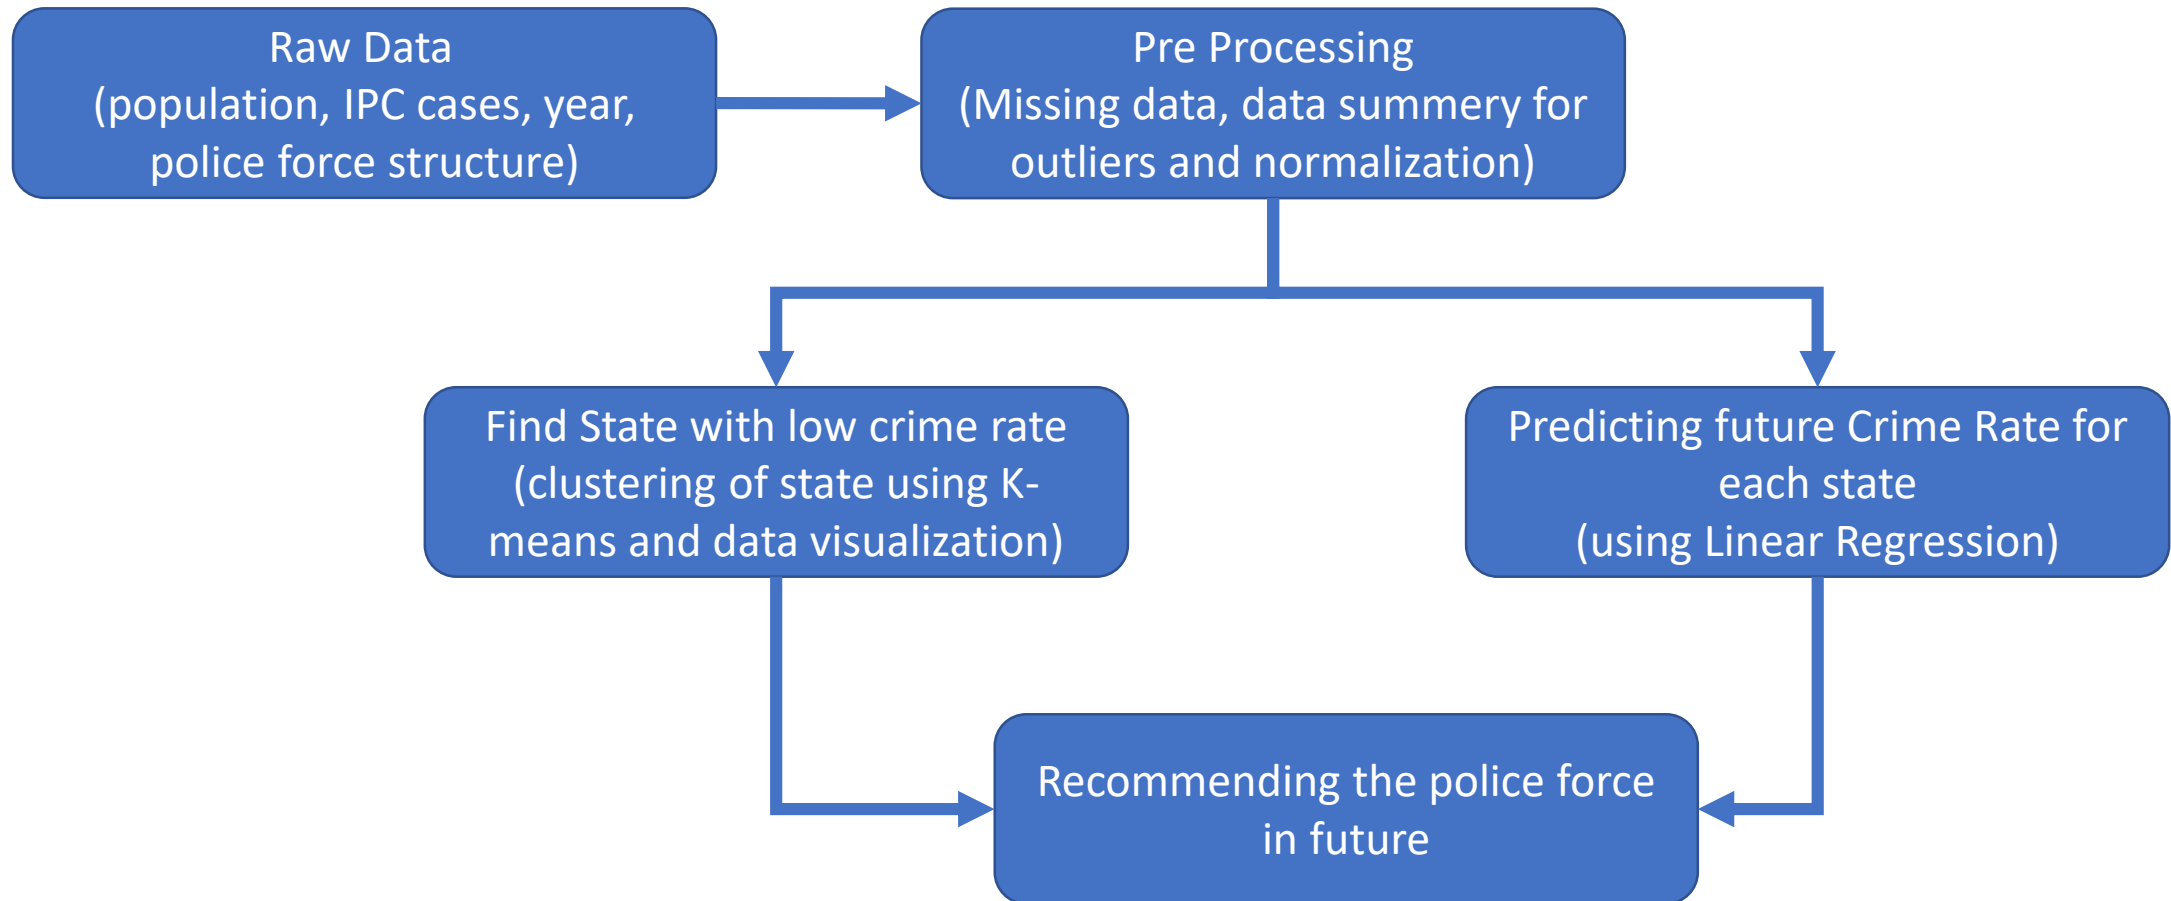 Raw Data
(population, IPC cases, year,
police force structure)
Pre Processing
(Missing data, data summery for
outliers and normalization)
Find State with low crime rate
(clustering of state using K-
means and data visualization)
Predicting future Crime Rate for
each state
(using Linear Regression)
Recommending the police force
in future